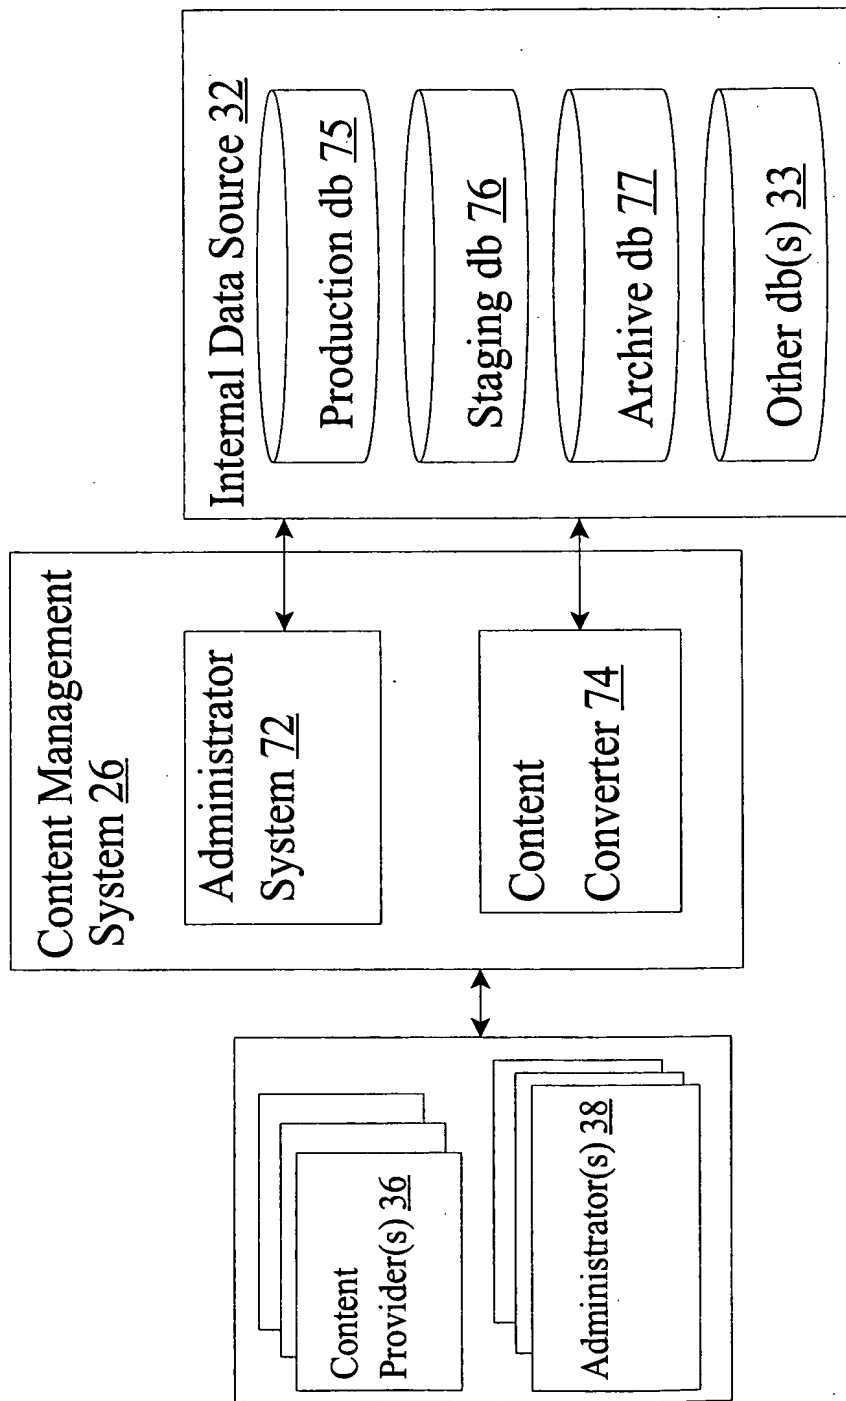 Content
Provider(s) 36
Administrator(s) 38
Content Management
System 26
Administrator
System 72
Content
Converter 74
Internal Data Source 32
Production db 75
Staging db 76
Archive db 77
Other db(s) 33